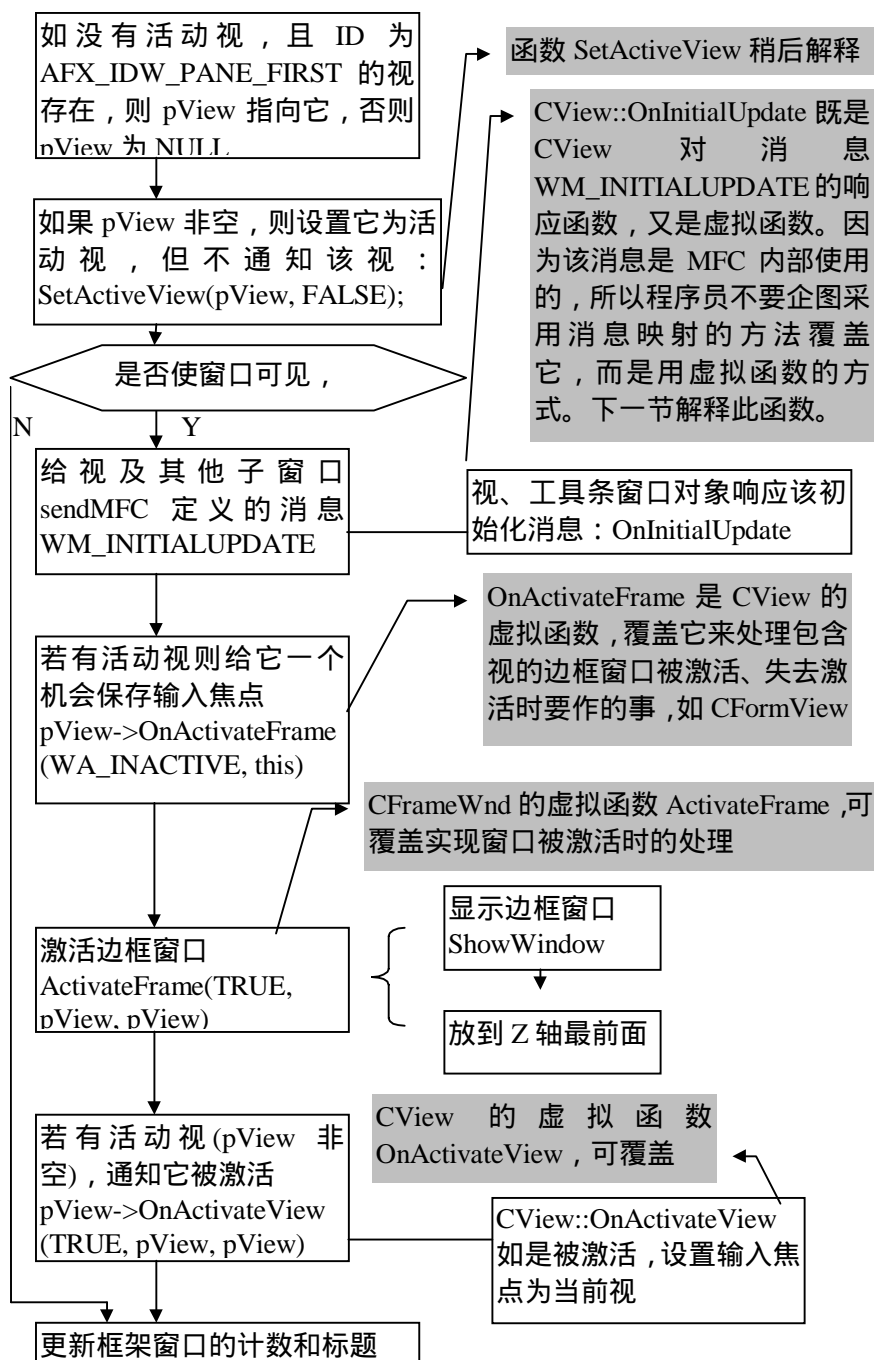 如没有活动视，且 ID 为
AFX_IDW_PANE_FIRST 的视
存在，则 pView 指向它，否则
pView 为 NULL
函数 SetActiveView 稍后解释
CView::OnInitialUpdate 既是
CView 对消息
WM_INITIALUPDATE 的响
应函数，又是虚拟函数。因
为该消息是 MFC 内部使用
的，所以程序员不要企图采
用消息映射的方法覆盖
它，而是用虚拟函数的方
式。下一节解释此函数。
如果 pView 非空，则设置它为活
动视，但不通知该视：
SetActiveView(pView, FALSE);
是否使窗口可见，
N
Y
给视及其他子窗口
sendMFC 定义的消息
WM_INITIALUPDATE
视、工具条窗口对象响应该初
始化消息：OnInitialUpdate
OnActivateFrame 是 CView 的
虚拟函数，覆盖它来处理包含
视的边框窗口被激活、失去激
活时要作的事，如 CFormView
若有活动视则给它一个
机会保存输入焦点
pView->OnActivateFrame
(WA_INACTIVE, this)
CFrameWnd 的虚拟函数 ActivateFrame，可
覆盖实现窗口被激活时的处理
激活边框窗口
ActivateFrame(TRUE,
pView, pView)
显示边框窗口
ShowWindow
放到 Z 轴最前面
CView 的虚拟函数
OnActivateView，可覆盖
若有活动视(pView 非
空)，通知它被激活
pView->OnActivateView
(TRUE, pView, pView)
CView::OnActivateView
如是被激活，设置输入焦
点为当前视
更新框架窗口的计数和标题